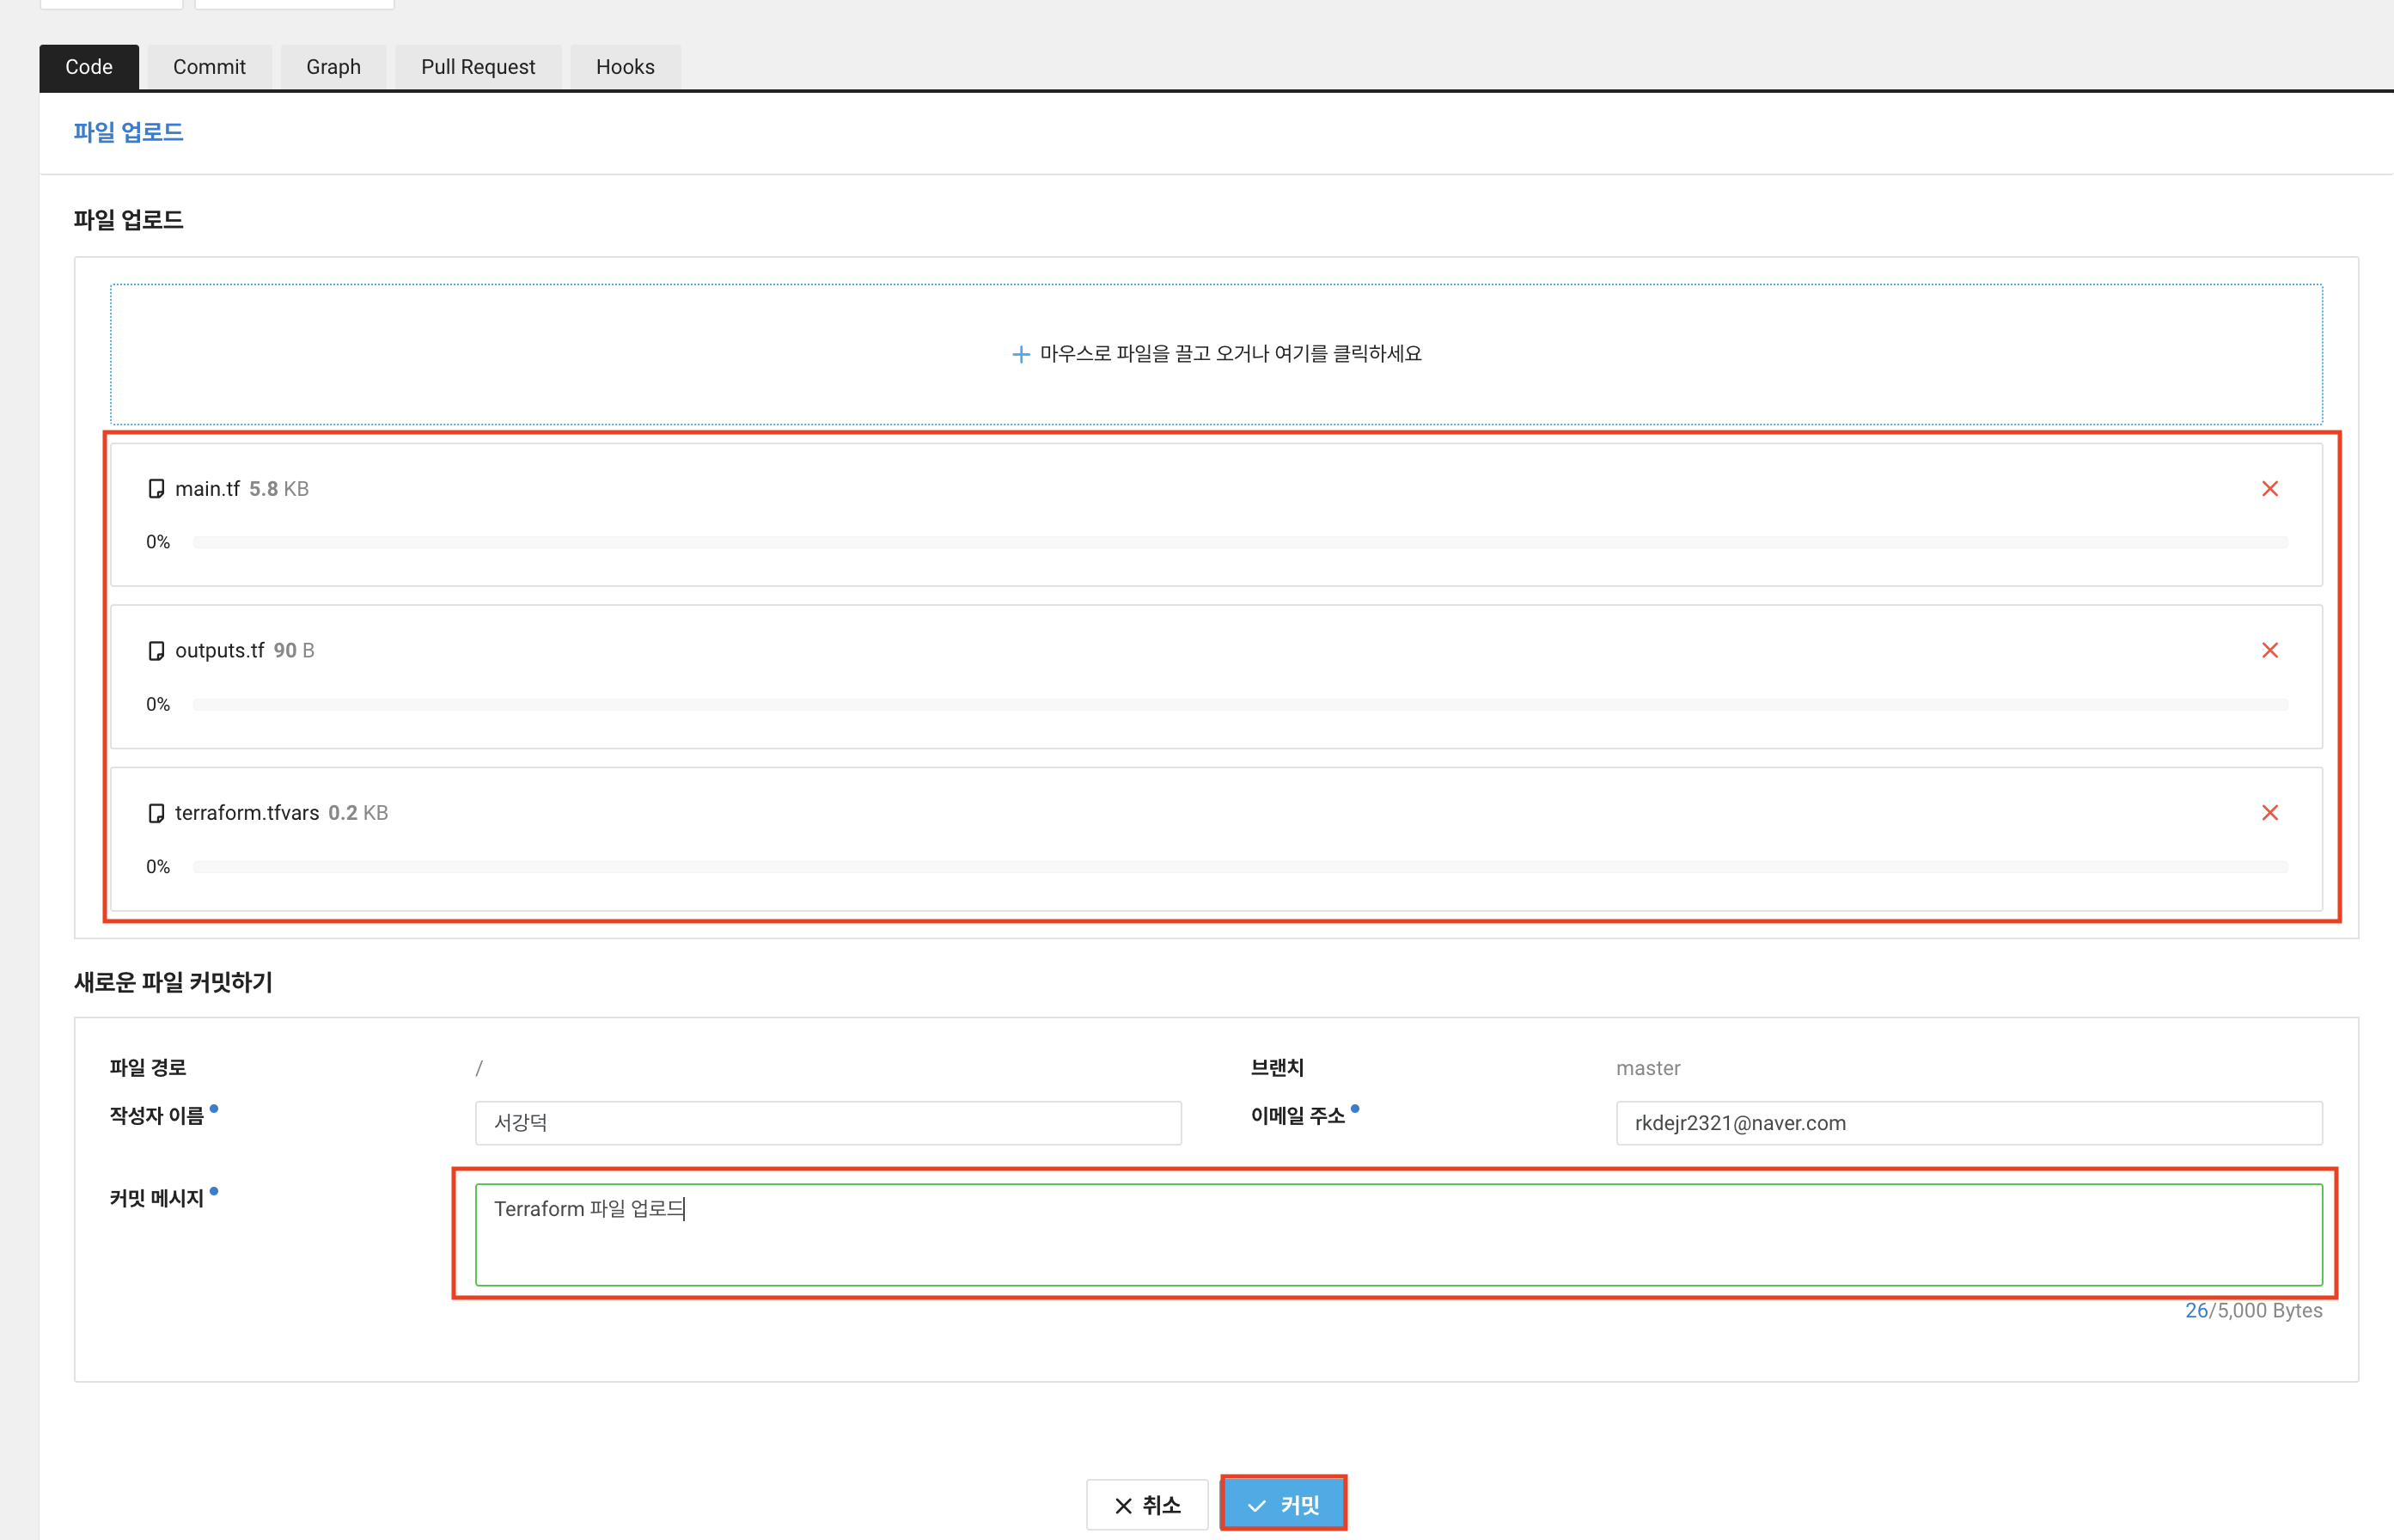 Code Commit Graph Pull Request Hooks
파일 업로드
파일 업로드
+ 마우스로 파일을 끌고 오거나 여기를 클릭하세요
main.tf 5.8 KB
0%
outputs.tf 90 B
0%
terraform.tfvars 0.2 KB
0%
새로운 파일 커밋하기
파일 경로 / 브랜치 master
작성자 이름 서강덕 이메일 주소 rkdejr2321@naver.com
커밋 메시지 Terraform 파일 업로드
26/5,000 Bytes
취소 커밋